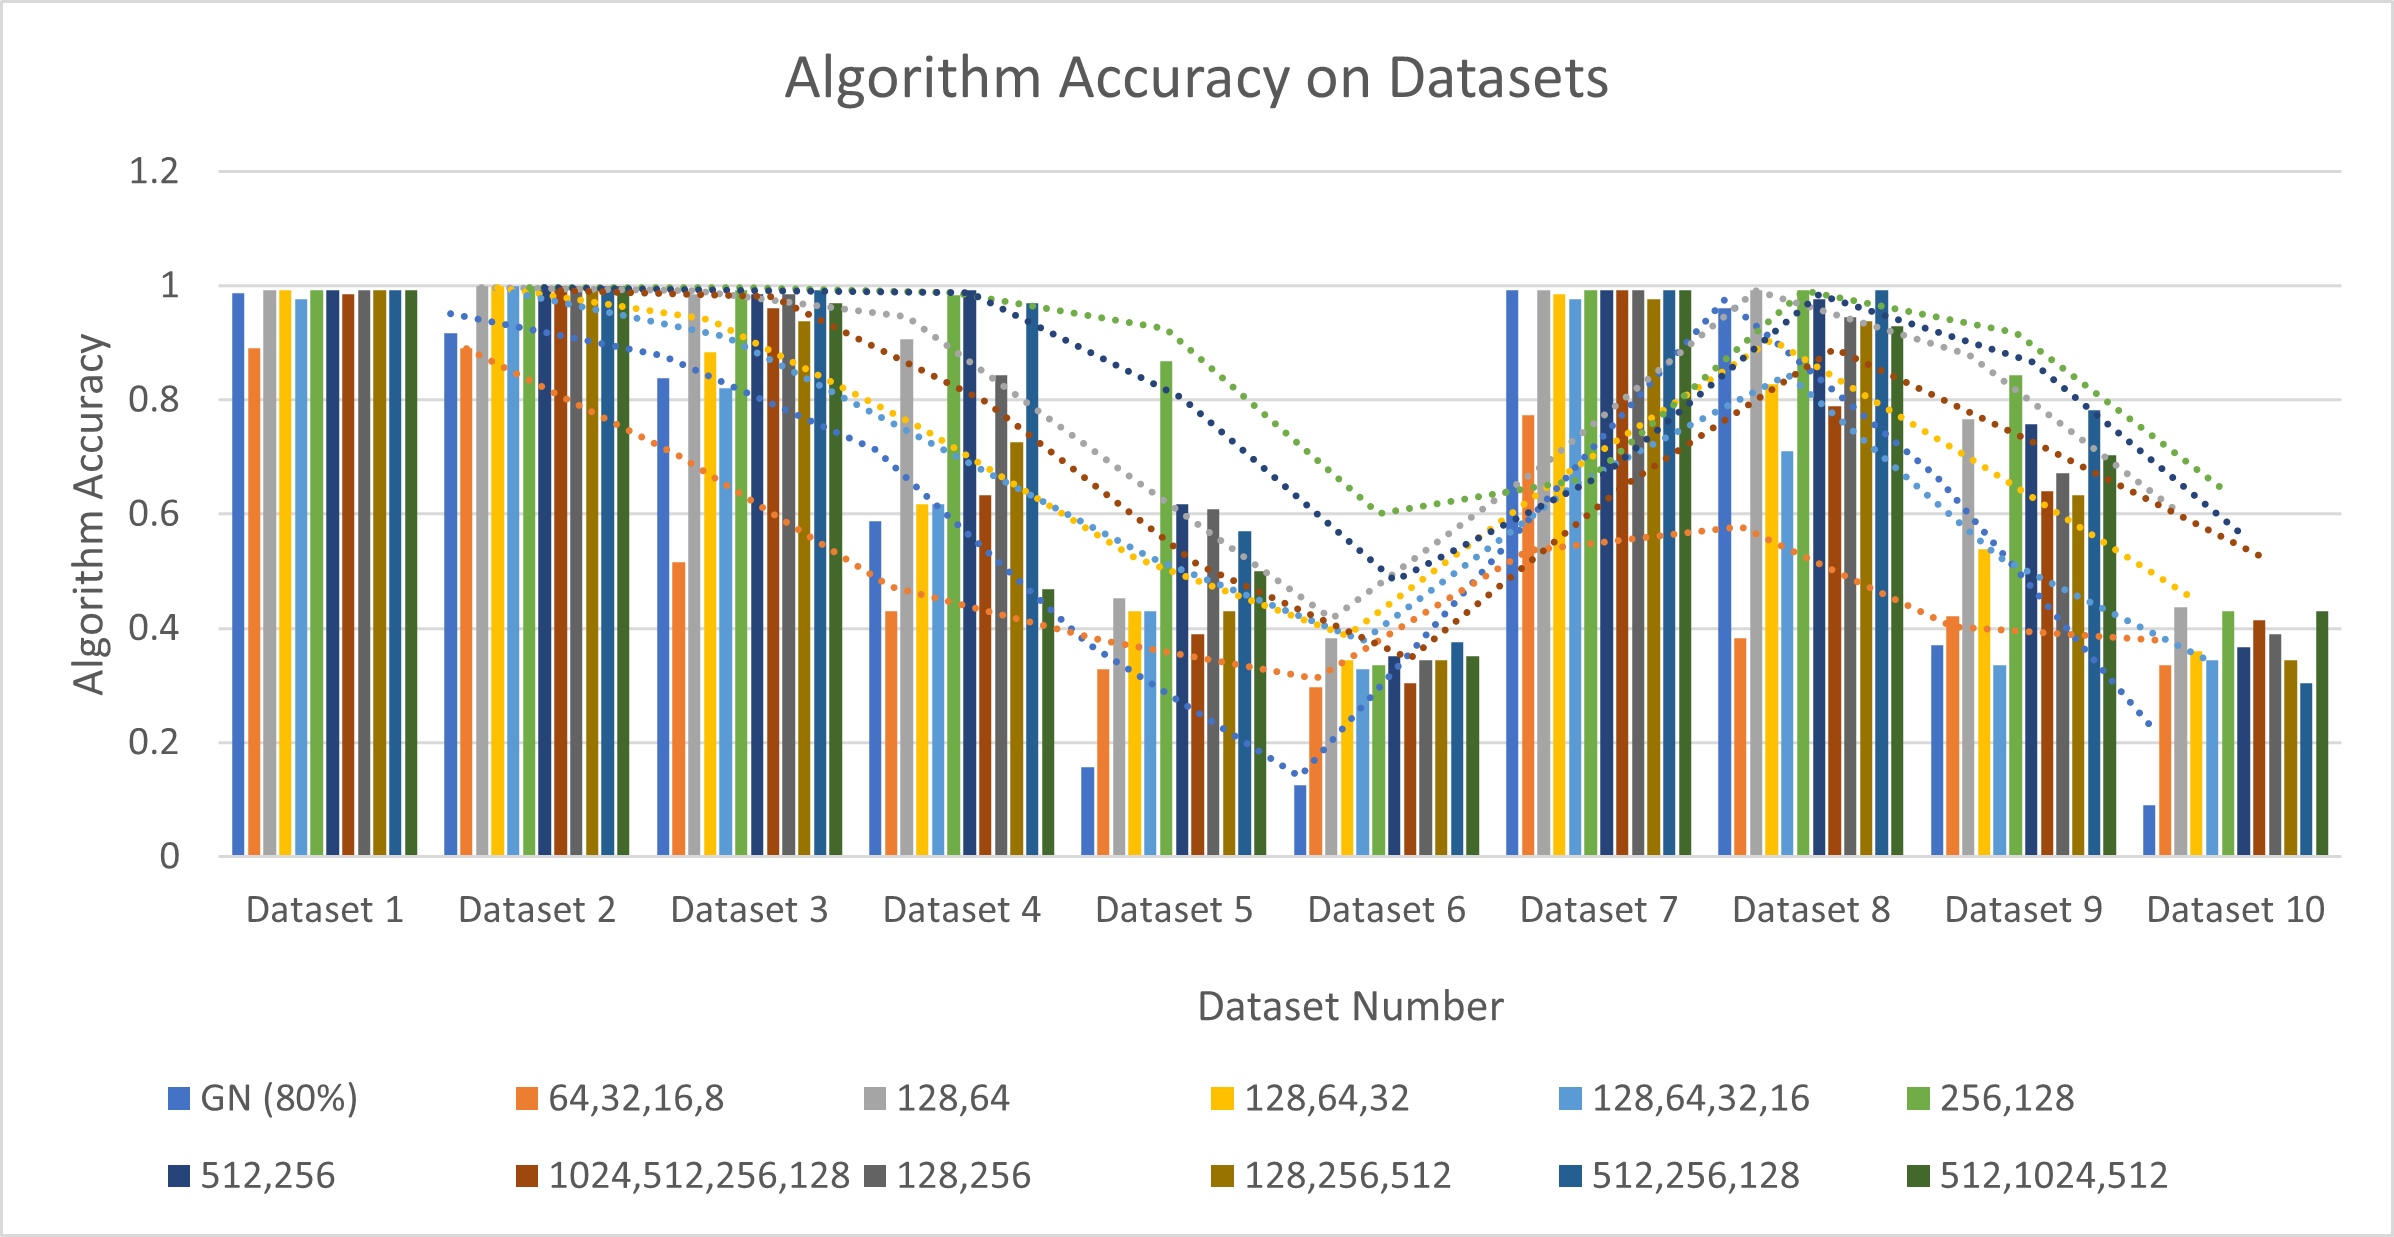 Algorithm Accuracy on Datasets
Algorithm Accuracy
1.2
1
0.8
0.6
0.4
0.2
0
Dataset 1 Dataset 2 Dataset 3 Dataset 4 Dataset 5 Dataset 6 Dataset 7 Dataset 8 Dataset 9 Dataset 10
Dataset Number
GN (80%) 64,32,16,8 128,64 128,64,32 128,64,32,16 256,128
512,256 1024,512,256,128 128,256 128,256,512 512,256,128 512,1024,512